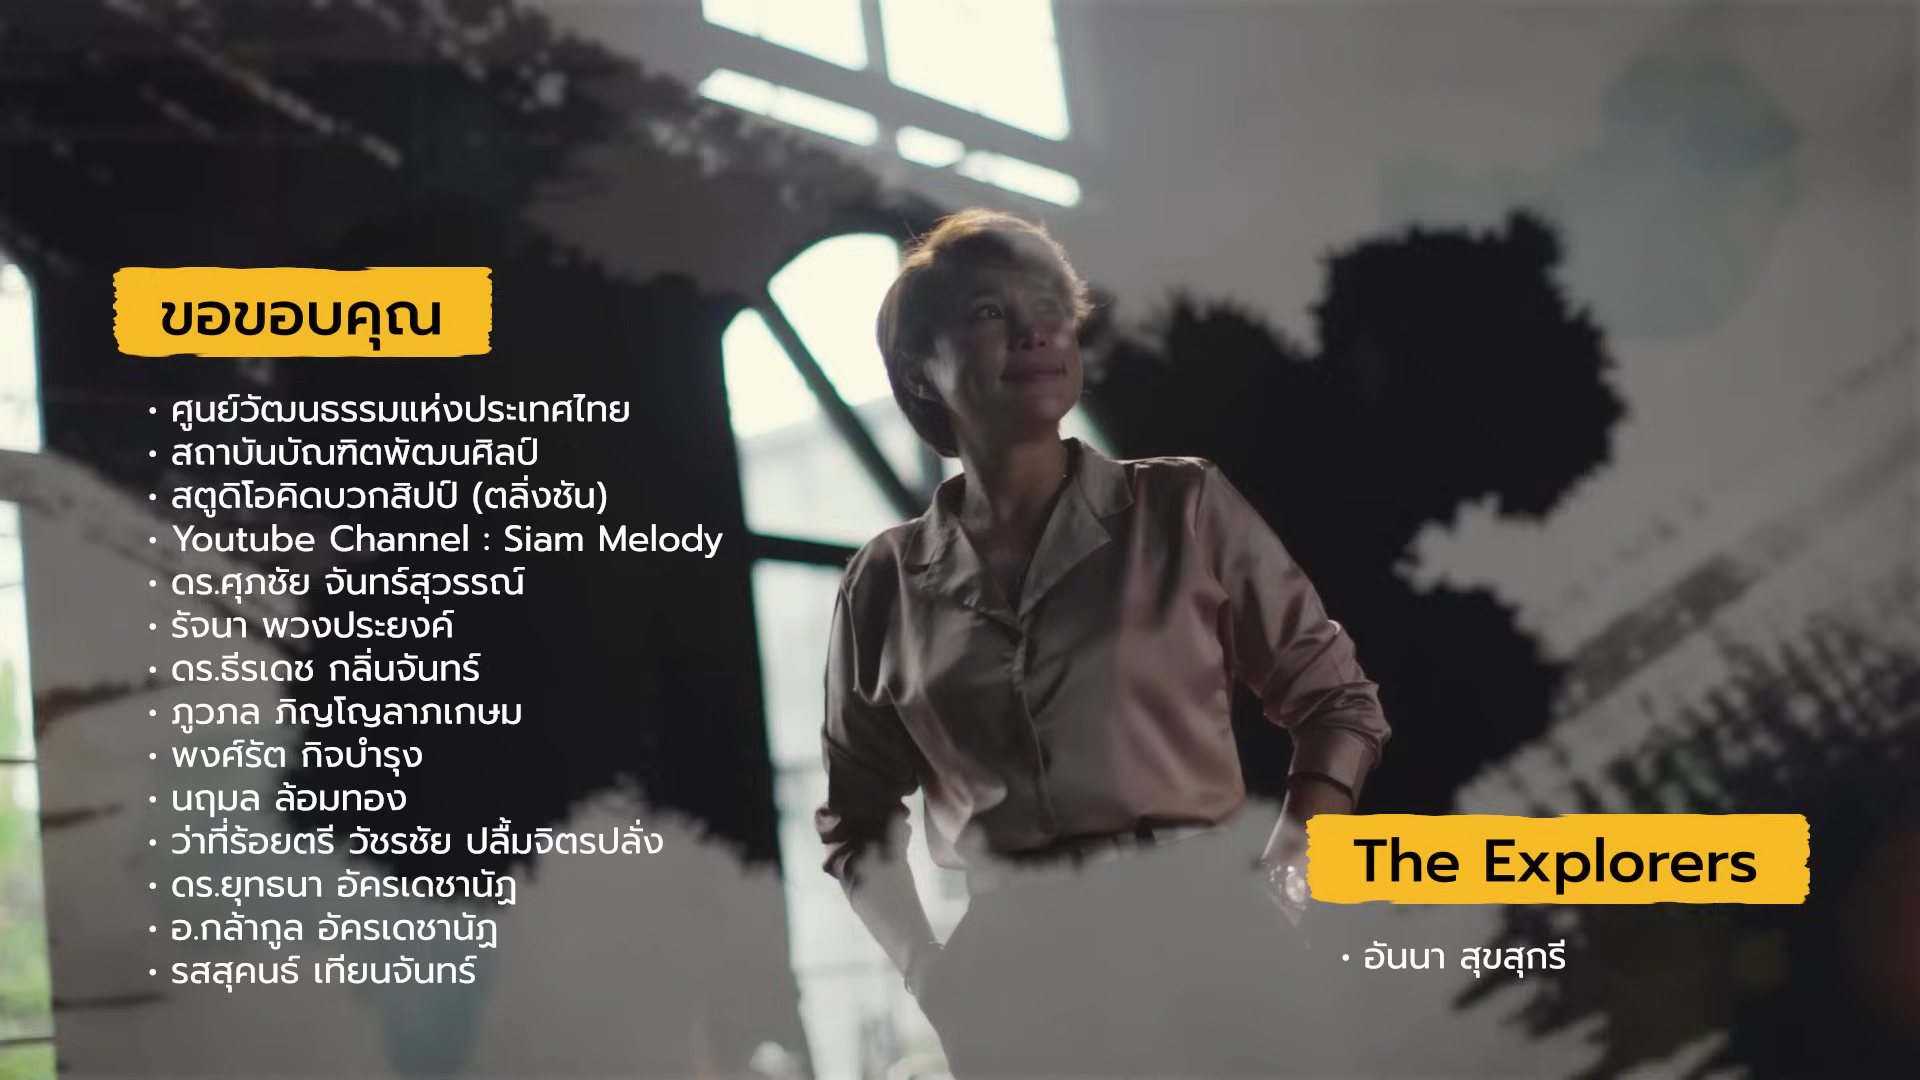 ขอขอบคุณ
• ศูนย์วัฒนธรรมแห่งประเทศไทย
• สถาบันบัณฑิตพัฒนศิลป์
• สตูดิโอคิดบวกสิปป์ (ตลิ่งชัน)
• Youtube Channel : Siam Melody
• ดร.ศุภชัย จันทร์สุวรรณ์
• รัจนา พวงประยงค์
• ดร.ธีรเดช กลิ่นจันทร์
• ภูวภล ภิญโญลาภเกษม
• พงศ์รัต กิจบำรุง
• นฤมล ล้อมทอง
• ว่าที่ร้อยตรี วัชรชัย ปลื้มจิตรปลั่ง
• ดร.ยุทธนา อัครเดชานัฏ
• อ.กล้ากูล อัครเดชานัฏ
• รสสุคนธ์ เทียนจันทร์
The Explorers
• อันนา สุขสุกรี